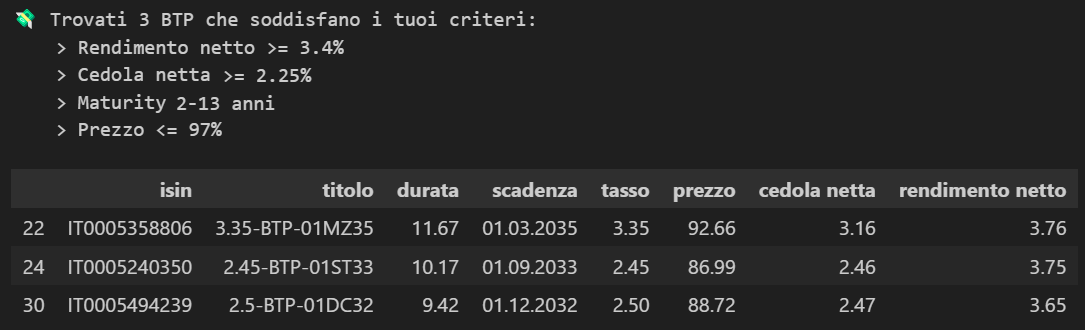 Trovati 3 BTP che soddisfano i tuoi criteri:
> Rendimento netto >= 3.4%
> Cedola netta >= 2.25%
> Maturity 2-13 anni
> Prezzo <= 97%
isin titolo durata scadenza tasso prezzo cedola netta rendimento netto
22 IT0005358806 3.35-BTP-01MZ35 11.67 01.03.2035 3.35 92.66 3.16 3.76
24 IT0005240350 2.45-BTP-01ST33 10.17 01.09.2033 2.45 86.99 2.46 3.75
30 IT0005494239 2.5-BTP-01DC32 9.42 01.12.2032 2.50 88.72 2.47 3.65